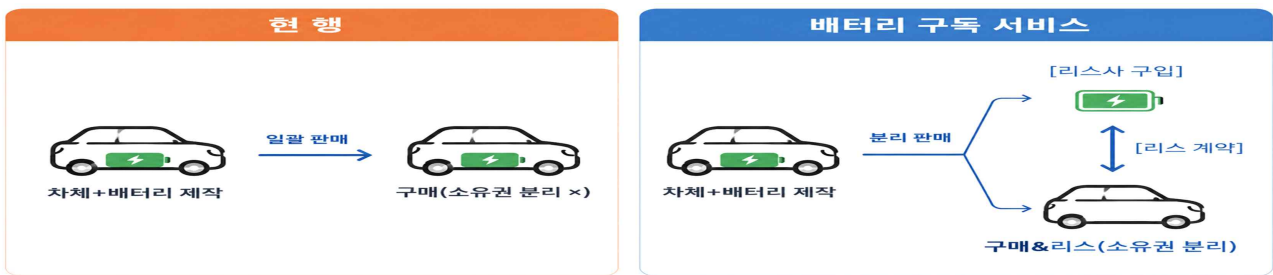 현 행
일괄 판매
차체+배터리 제작
구매(소유권 분리 ×)
배터리 구독 서비스
[리스사 구입]
분리 판매
[리스 계약]
차체+배터리 제작
구매&리스(소유권 분리)